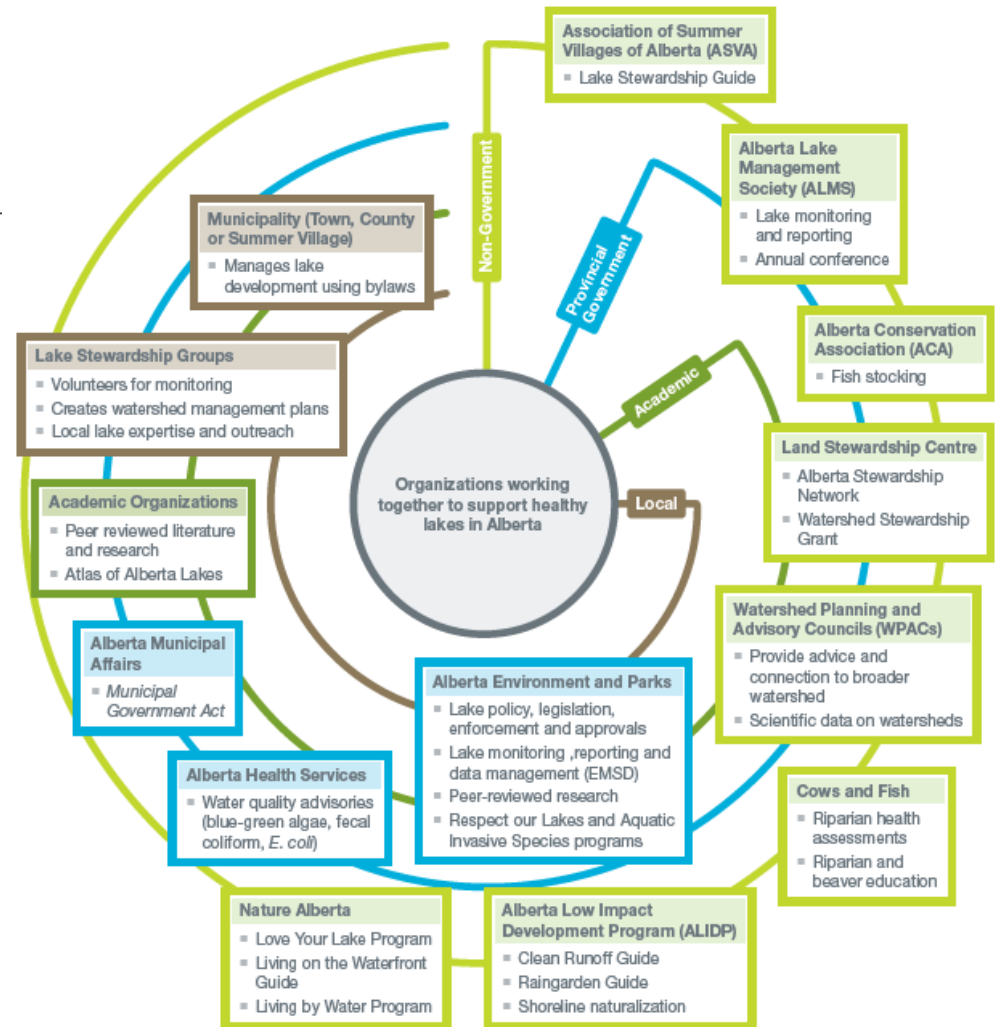 Association of Summer
Villages of Alberta (ASVA)
▪ Lake Stewardship Guide
Alberta Lake
Management
Society (ALMS)
▪ Lake monitoring
and reporting
▪ Annual conference
Alberta Conservation
Association (ACA)
▪ Fish stocking
Land Stewardship Centre
▪ Alberta Stewardship
Network
▪ Watershed Stewardship
Grant
Watershed Planning and
Advisory Councils (WPACs)
▪ Provide advice and
connection to broader
watershed
▪ Scientific data on watersheds
Cows and Fish
▪ Riparian health
assessments
▪ Riparian and
beaver education
Alberta Low Impact
Development Program (ALIDP)
▪ Clean Runoff Guide
▪ Raingarden Guide
▪ Shoreline naturalization
Nature Alberta
▪ Love Your Lake Program
▪ Living on the Waterfront
Guide
▪ Living by Water Program
Alberta Environment and Parks
▪ Lake policy, legislation,
enforcement and approvals
▪ Lake monitoring ,reporting and
data management (EMSD)
▪ Peer-reviewed research
▪ Respect our Lakes and Aquatic
Invasive Species programs
Alberta Health Services
▪ Water quality advisories
(blue-green algae, fecal
coliform, E. coli)
Alberta Municipal
Affairs
▪ Municipal
Government Act
Academic Organizations
▪ Peer reviewed literature
and research
▪ Atlas of Alberta Lakes
Lake Stewardship Groups
▪ Volunteers for monitoring
▪ Creates watershed management plans
▪ Local lake expertise and outreach
Municipality (Town, County
or Summer Village)
▪ Manages lake
development using bylaws
Non-Government
Provincial
Government
Academic
Local
Organizations working
together to support healthy
lakes in Alberta